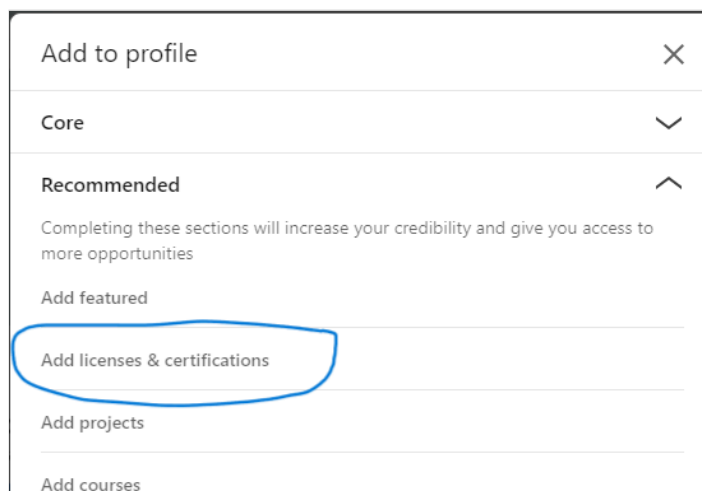 Add to profile
Core
Recommended
Completing these sections will increase your credibility and give you access to
more opportunities
Add featured
Add licenses & certifications
Add projects
Add courses